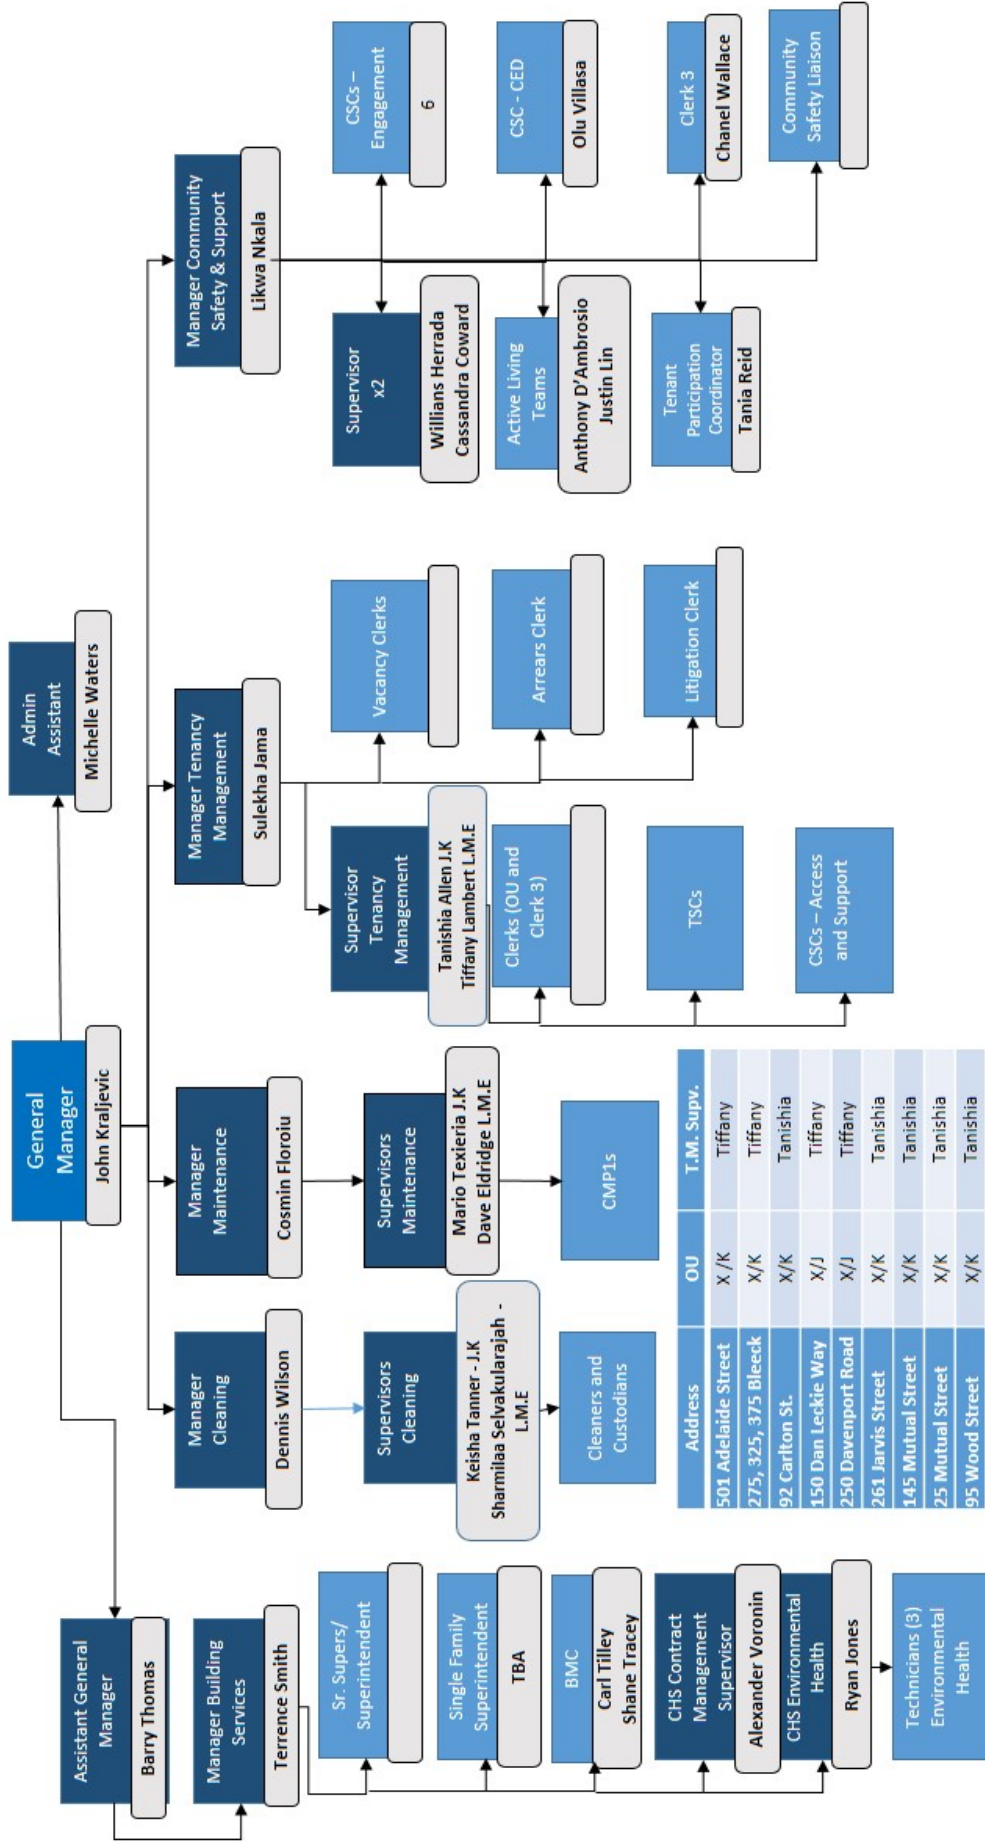 General
Manager
John Kraljevic
Admin
Assistant
Michelle Waters
Assistant General
Manager
Barry Thomas
Manager Building
Services
Terrence Smith
Sr. Supers/
Superintendent
Single Family
Superintendent
TBA
BMC
Carl Tilley
Shane Tracey
CHS Contract
Management
Supervisor
Alexander Voronin
CHS Environmental
Health
Ryan Jones
Technicians (3)
Environmental
Health
Manager
Cleaning
Dennis Wilson
Supervisors
Cleaning
Keisha Tanner - J.K
Sharmilaa Selvakularajah -
L.M.E
Cleaners and
Custodians
Manager
Maintenance
Cosmin Floroiu
Supervisors
Maintenance
Mario Texieria J.K
Dave Eldridge L.M.E
CMP1s
Manager Tenancy
Management
Sulekha Jama
Supervisor
Tenancy
Management
Tanishia Allen J.K
Tiffany Lambert L.M.E
Clerks (OU and
Clerk 3)
TSCs
CSCs – Access
and Support
Vacancy Clerks
Arrears Clerk
Litigation Clerk
Manager Community
Safety & Support
Likwa Nkala
Supervisor
x2
Willians Herrada
Cassandra Coward
Active Living
Teams
Anthony D'Ambrosio
Justin Lin
Tenant
Participation
Coordinator
Tania Reid
CSCs –
Engagement
6
CSC - CED
Olu Villasa
Clerk 3
Chanel Wallace
Community
Safety Liaison
Address OU T.M. Supv.
501 Adelaide Street X /K Tiffany
275, 325, 375 Bleeck X/K Tiffany
92 Carlton St. X/K Tanishia
150 Dan Leckie Way X/J Tiffany
250 Davenport Road X/J Tiffany
261 Jarvis Street X/K Tanishia
145 Mutual Street X/K Tanishia
25 Mutual Street X/K Tanishia
95 Wood Street X/K Tanishia